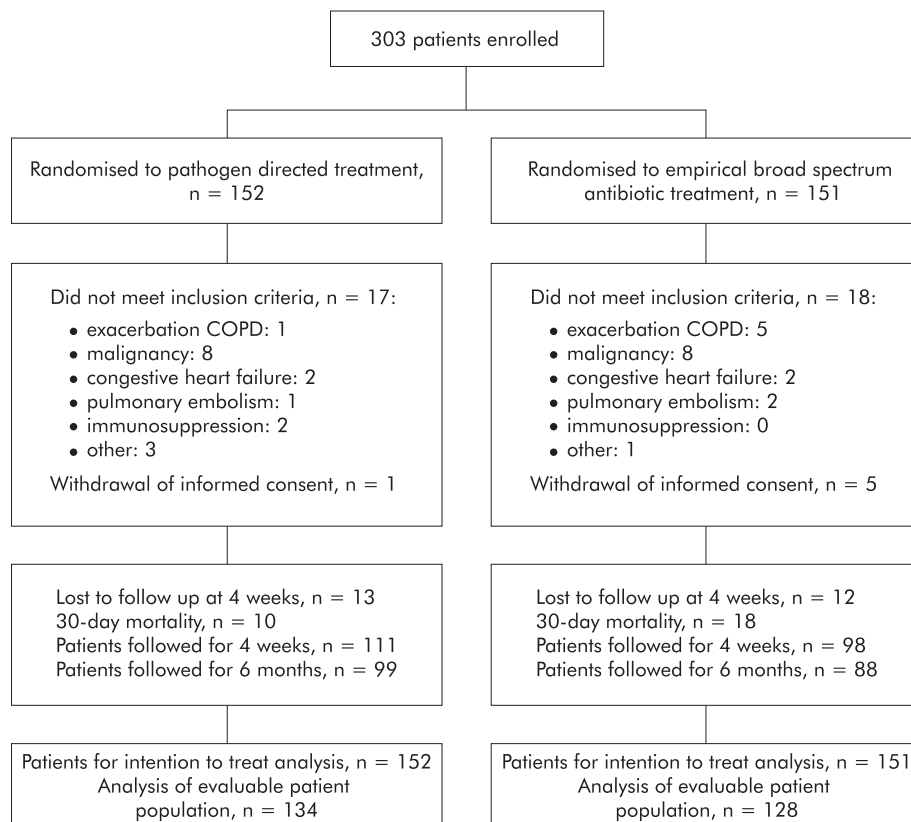 303 patients enrolled
Randomised to pathogen directed treatment,
n = 152
Randomised to empirical broad spectrum
antibiotic treatment, n = 151
Did not meet inclusion criteria, n = 17:
• exacerbation COPD: 1
• malignancy: 8
• congestive heart failure: 2
• pulmonary embolism: 1
• immunosuppression: 2
• other: 3
Withdrawal of informed consent, n = 1
Did not meet inclusion criteria, n = 18:
• exacerbation COPD: 5
• malignancy: 8
• congestive heart failure: 2
• pulmonary embolism: 2
• immunosuppression: 0
• other: 1
Withdrawal of informed consent, n = 5
Lost to follow up at 4 weeks, n = 13
30-day mortality, n = 10
Patients followed for 4 weeks, n = 111
Patients followed for 6 months, n = 99
Lost to follow up at 4 weeks, n = 12
30-day mortality, n = 18
Patients followed for 4 weeks, n = 98
Patients followed for 6 months, n = 88
Patients for intention to treat analysis, n = 152
Analysis of evaluable patient
population, n = 134
Patients for intention to treat analysis, n = 151
Analysis of evaluable patient
population, n = 128